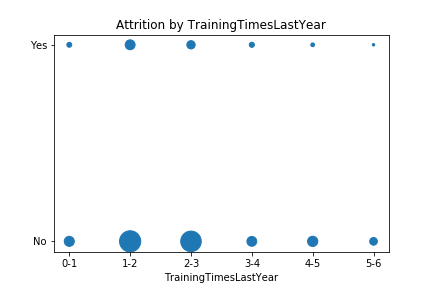 Attrition by TrainingTimesLastYear
Yes
No
0-1 1-2 2-3 3-4 4-5 5-6
TrainingTimesLastYear